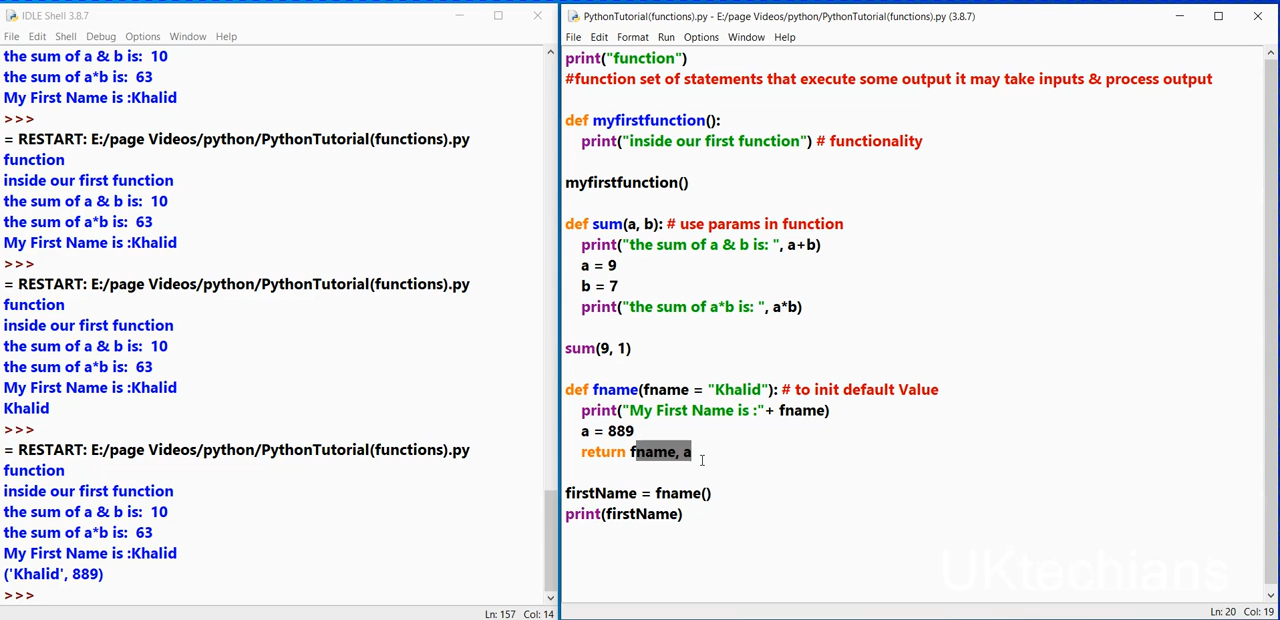 IDLE Shell 3.8.7
File Edit Shell Debug Options Window Help
the sum of a & b is:  10
the sum of a*b is:  63
My First Name is :Khalid
>>>
= RESTART: E:/page Videos/python/PythonTutorial(functions).py
function
inside our first function
the sum of a & b is:  10
the sum of a*b is:  63
My First Name is :Khalid
>>>
= RESTART: E:/page Videos/python/PythonTutorial(functions).py
function
inside our first function
the sum of a & b is:  10
the sum of a*b is:  63
My First Name is :Khalid
Khalid
>>>
= RESTART: E:/page Videos/python/PythonTutorial(functions).py
function
inside our first function
the sum of a & b is:  10
the sum of a*b is:  63
My First Name is :Khalid
('Khalid', 889)
>>>
Ln: 157 Col: 14
PythonTutorial(functions).py - E:/page Videos/python/PythonTutorial(functions).py (3.8.7)
File Edit Format Run Options Window Help
print("function")
#function set of statements that execute some output it may take inputs & process output
def myfirstfunction():
    print("inside our first function") # functionality
myfirstfunction()
def sum(a, b): # use params in function
    print("the sum of a & b is: ", a+b)
    a = 9
    b = 7
    print("the sum of a*b is: ", a*b)
sum(9, 1)
def fname(fname = "Khalid"): # to init default Value
    print("My First Name is :"+ fname)
    a = 889
    return fname, a
firstName = fname()
print(firstName)
UKtechians
Ln: 20 Col: 19